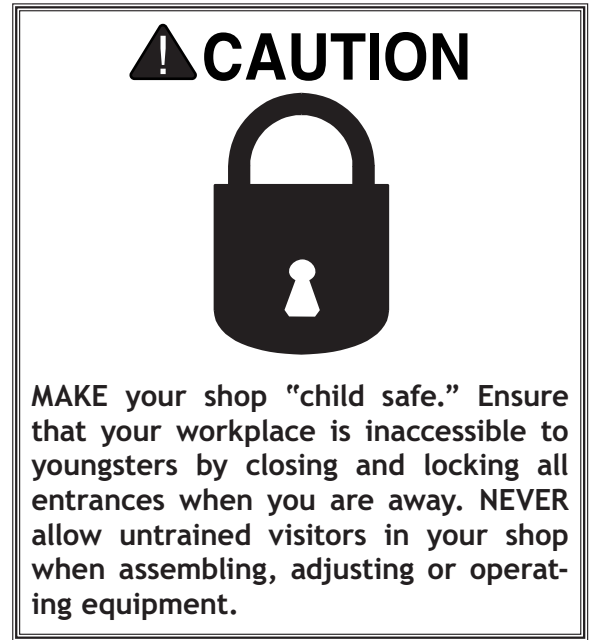 CAUTION
MAKE your shop “child safe.” Ensure
that your workplace is inaccessible to
youngsters by closing and locking all
entrances when you are away. NEVER
allow untrained visitors in your shop
when assembling, adjusting or operat-
ing equipment.